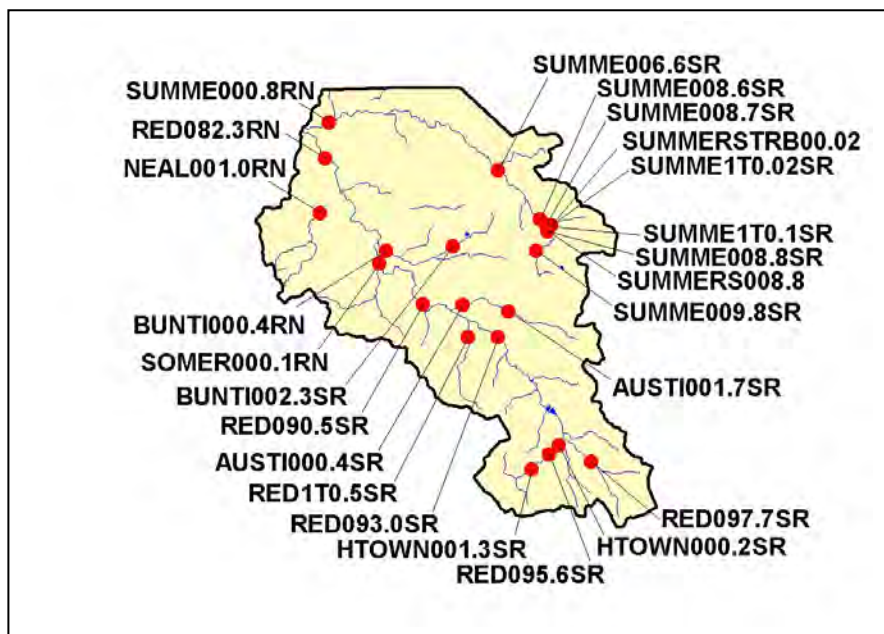 SUMME006.6SR
SUMME008.6SR
SUMME000.8RN
SUMME008.7SR
RED082.3RN
SUMMERSTRB00.02
NEAL001.0RN
SUMME1T0.02SR
SUMME1T0.1SR
SUMME008.8SR
SUMMERS008.8
SUMME009.8SR
BUNTI000.4RN
SOMER000.1RN
AUSTI001.7SR
BUNTI002.3SR
RED090.5SR
AUSTI000.4SR
RED1T0.5SR
RED093.0SR
RED097.7SR
HTOWN001.3SR
HTOWN000.2SR
RED095.6SR